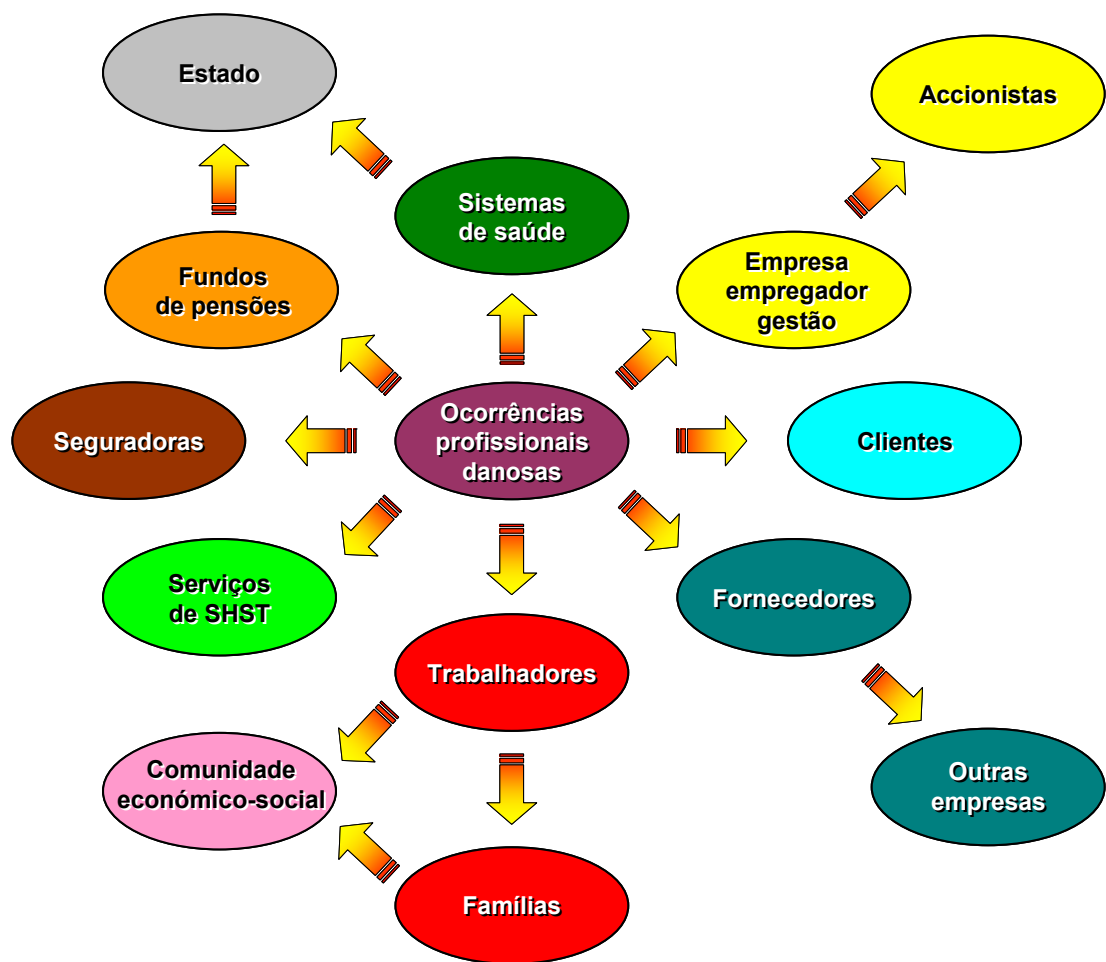 Estado
Accionistas
Sistemas
de saúde
Fundos
de pensões
Empresa
empregador
gestão
Seguradoras
Ocorrências
profissionais
danosas
Clientes
Serviços
de SHST
Fornecedores
Trabalhadores
Comunidade
económico-social
Outras
empresas
Famílias